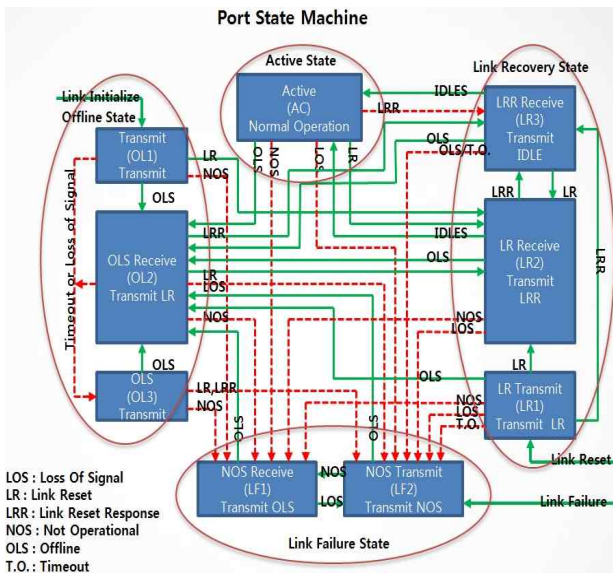 Port State Machine
Active State
Link Recovery State
Link Initialize
Offline State
Active
(AC)
Normal Operation
IDLES
LRR
LRR Receive
(LR3)
Transmit
IDLE
OLS
OLS/T.O.
Transmit
(OL1)
Transmit
LR
NOS
OLS
NOS
LOS
LR
OLS
LRR
LR
OLS Receive
(OL2)
Transmit LR
LRR
IDLES
OLS
LR
LOS
NOS
LR Receive
(LR2)
Transmit
LRR
LRR
NOS
LOS
Timeout or Loss of Signal
OLS
OLS
(OL3)
Transmit
LR,LRR
NOS
OLS
LR
LR Transmit
(LR1)
Transmit LR
NOS
LOS
T.O.
OLS
OLS
Link Reset
NOS Receive
(LF1)
Transmit OLS
NOS
LOS
NOS Transmit
(LF2)
Transmit NOS
Link Failure
Link Failure State
LOS : Loss Of Signal
LR : Link Reset
LRR : Link Reset Response
NOS : Not Operational
OLS : Offline
T.O. : Timeout